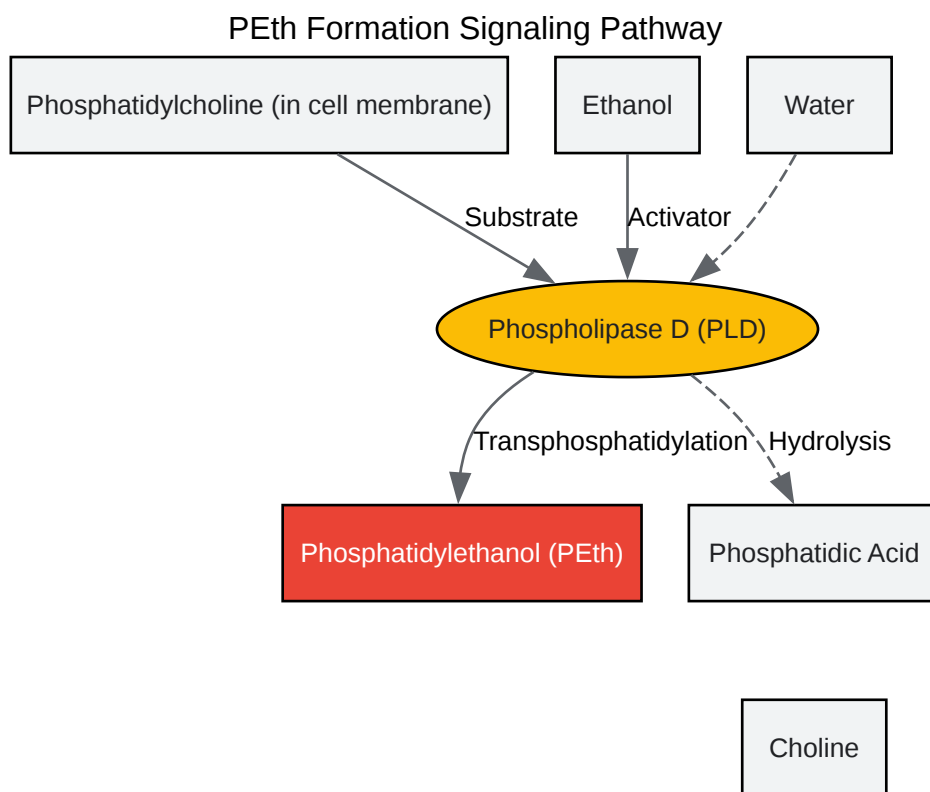 PEth Formation Signaling Pathway
Phosphatidylcholine (in cell membrane)
Ethanol
Water
Substrate
Activator
Phospholipase D (PLD)
Transphosphatidylation
Hydrolysis
Phosphatidylethanol (PEth)
Phosphatidic Acid
Choline